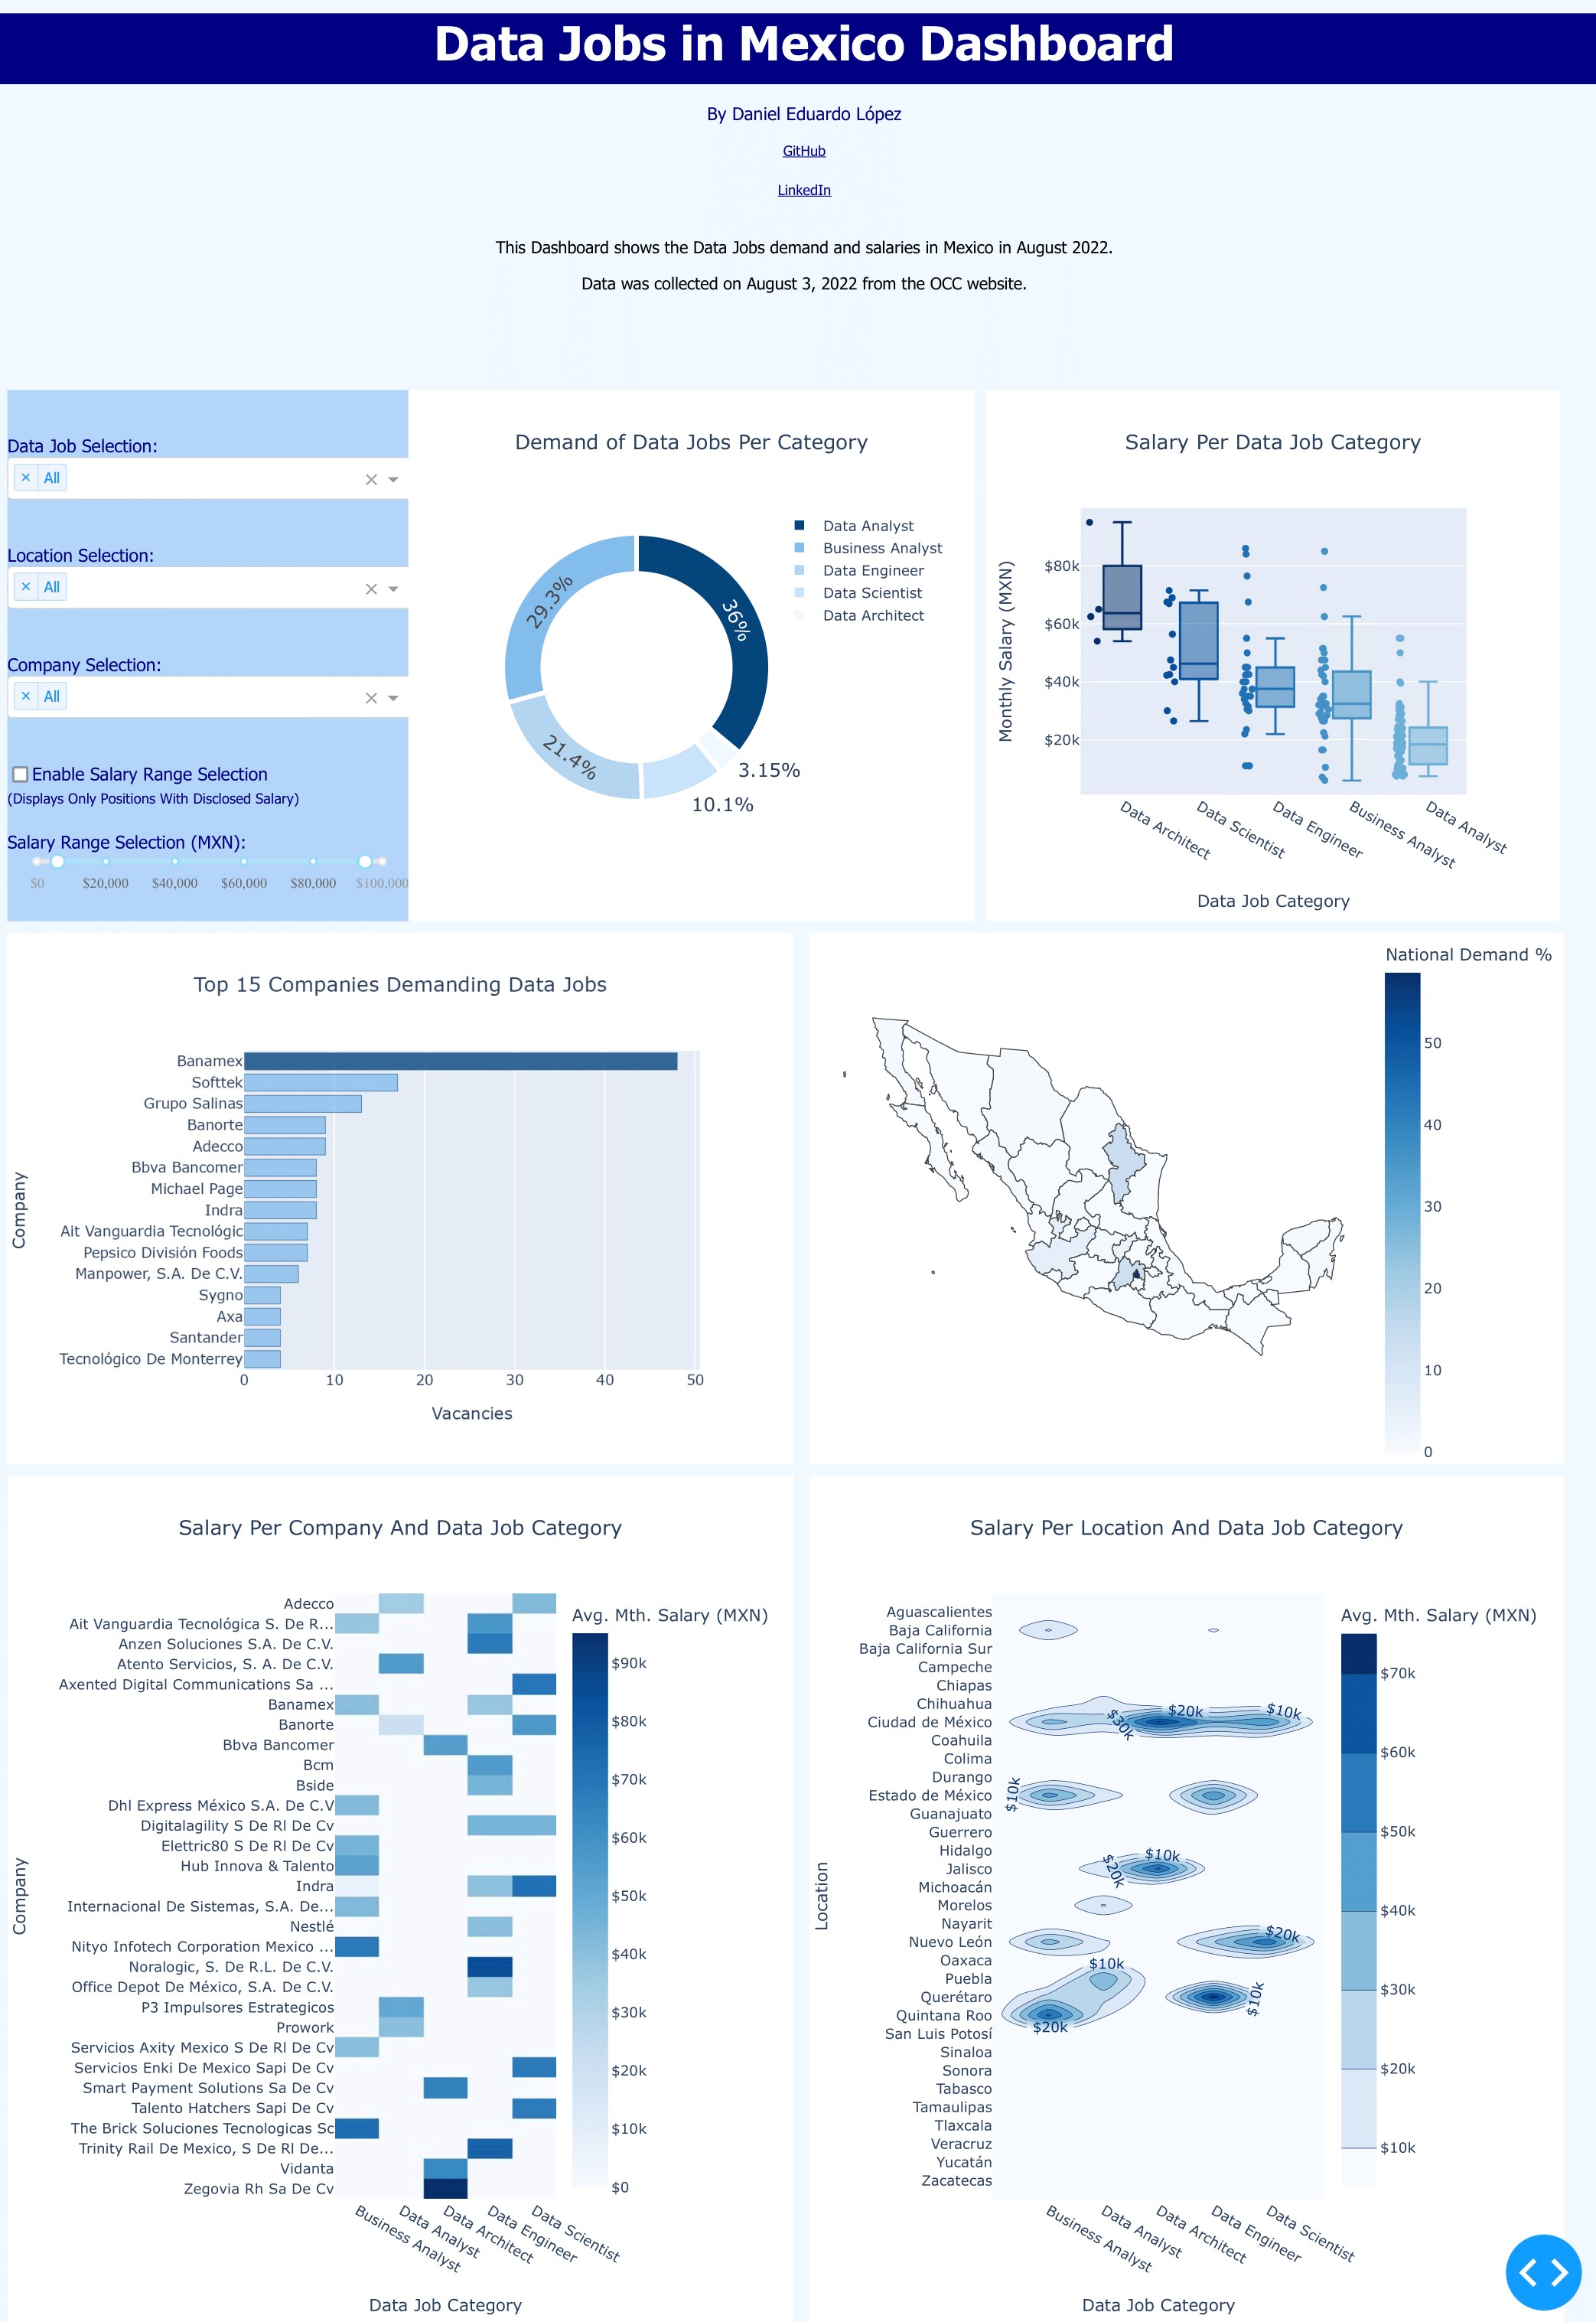 Data Jobs in Mexico Dashboard
By Daniel Eduardo López
GitHub
LinkedIn
This Dashboard shows the Data Jobs demand and salaries in Mexico in August 2022.
Data was collected on August 3, 2022 from the OCC website.
Data Job Selection:
× All
Location Selection:
× All
Company Selection:
× All
Enable Salary Range Selection
(Displays Only Positions With Disclosed Salary)
Salary Range Selection (MXN):
$0 $20,000 $40,000 $60,000 $80,000 $100,000
Demand of Data Jobs Per Category
Data Analyst
Business Analyst
Data Engineer
Data Scientist
Data Architect
29.3%
36%
21.4%
3.15%
10.1%
Salary Per Data Job Category
Monthly Salary (MXN)
$80k
$60k
$40k
$20k
Data Architect
Data Scientist
Data Engineer
Business Analyst
Data Analyst
Data Job Category
Top 15 Companies Demanding Data Jobs
Company
Banamex
Softtek
Grupo Salinas
Banorte
Adecco
Bbva Bancomer
Michael Page
Indra
Ait Vanguardia Tecnológic
Pepsico División Foods
Manpower, S.A. De C.V.
Sygno
Axa
Santander
Tecnológico De Monterrey
0 10 20 30 40 50
Vacancies
National Demand %
50
40
30
20
10
0
Salary Per Company And Data Job Category
Company
Adecco
Ait Vanguardia Tecnológica S. De R...
Anzen Soluciones S.A. De C.V.
Atento Servicios, S. A. De C.V.
Axented Digital Communications Sa ...
Banamex
Banorte
Bbva Bancomer
Bcm
Bside
Dhl Express México S.A. De C.V
Digitalagility S De Rl De Cv
Elettric80 S De Rl De Cv
Hub Innova & Talento
Indra
Internacional De Sistemas, S.A. De...
Nestlé
Nityo Infotech Corporation Mexico ...
Noralogic, S. De R.L. De C.V.
Office Depot De México, S.A. De C.V.
P3 Impulsores Estrategicos
Prowork
Servicios Axity Mexico S De Rl De Cv
Servicios Enki De Mexico Sapi De Cv
Smart Payment Solutions Sa De Cv
Talento Hatchers Sapi De Cv
The Brick Soluciones Tecnologicas Sc
Trinity Rail De Mexico, S De Rl De...
Vidanta
Zegovia Rh Sa De Cv
Business Analyst
Data Analyst
Data Architect
Data Engineer
Data Scientist
Data Job Category
Avg. Mth. Salary (MXN)
$90k
$80k
$70k
$60k
$50k
$40k
$30k
$20k
$10k
$0
Salary Per Location And Data Job Category
Location
Aguascalientes
Baja California
Baja California Sur
Campeche
Chiapas
Chihuahua
Ciudad de México
Coahuila
Colima
Durango
Estado de México
Guanajuato
Guerrero
Hidalgo
Jalisco
Michoacán
Morelos
Nayarit
Nuevo León
Oaxaca
Puebla
Querétaro
Quintana Roo
San Luis Potosí
Sinaloa
Sonora
Tabasco
Tamaulipas
Tlaxcala
Veracruz
Yucatán
Zacatecas
$30k
$20k
$10k
$10k
$20k
$10k
$20k
$10k
$10k
$20k
Business Analyst
Data Analyst
Data Architect
Data Engineer
Data Scientist
Data Job Category
Avg. Mth. Salary (MXN)
$70k
$60k
$50k
$40k
$30k
$20k
$10k